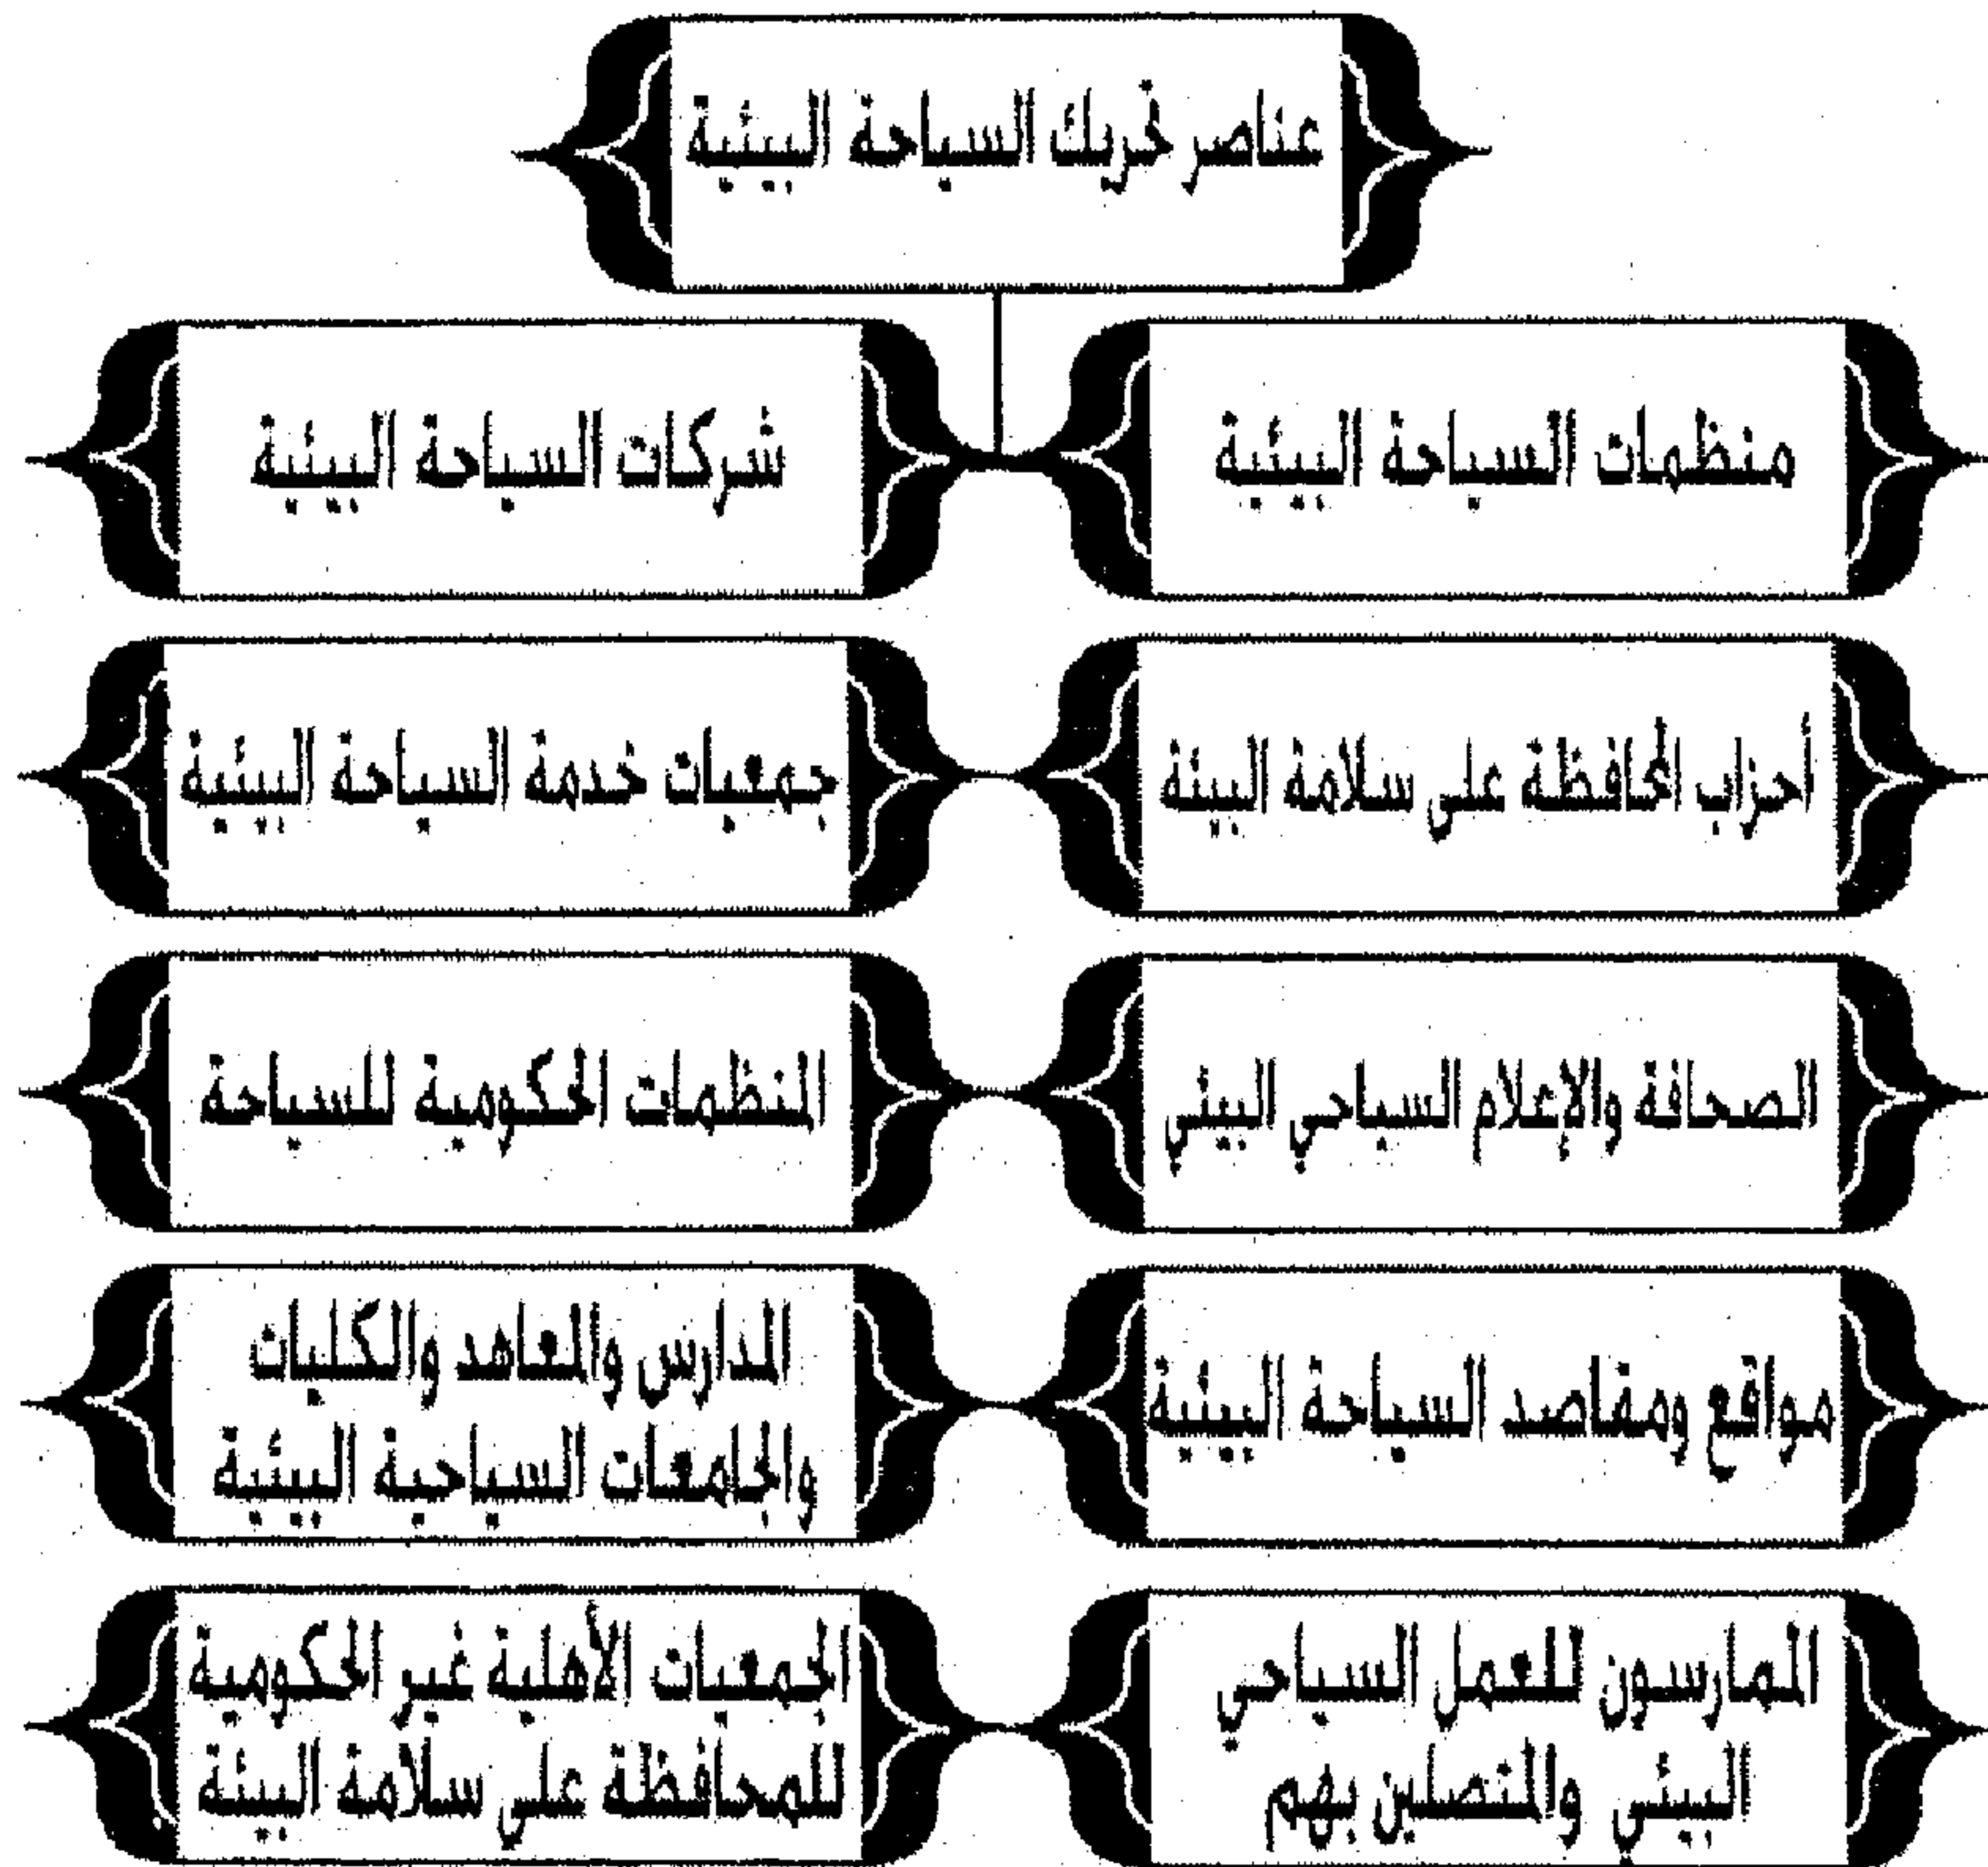 عناصر تحريك السياحة البيئية
منظمات السياحة البيئية
شركات السياحة البيئية
أحزاب المحافظة على سلامة البيئة
جمعيات خدمة السياحة البيئية
الصحافة والإعلام السياحي البيئي
المنظمات الحكومية للسياحة
مواقع ومقاصد السياحة البيئية
المدارس والمعاهد والكليات
والجامعات السياحية البيئية
الممارسون للعمل السياحي
البيئي والمتصلين بهم
الجمعيات الأهلية غير الحكومية
للمحافظة على سلامة البيئة